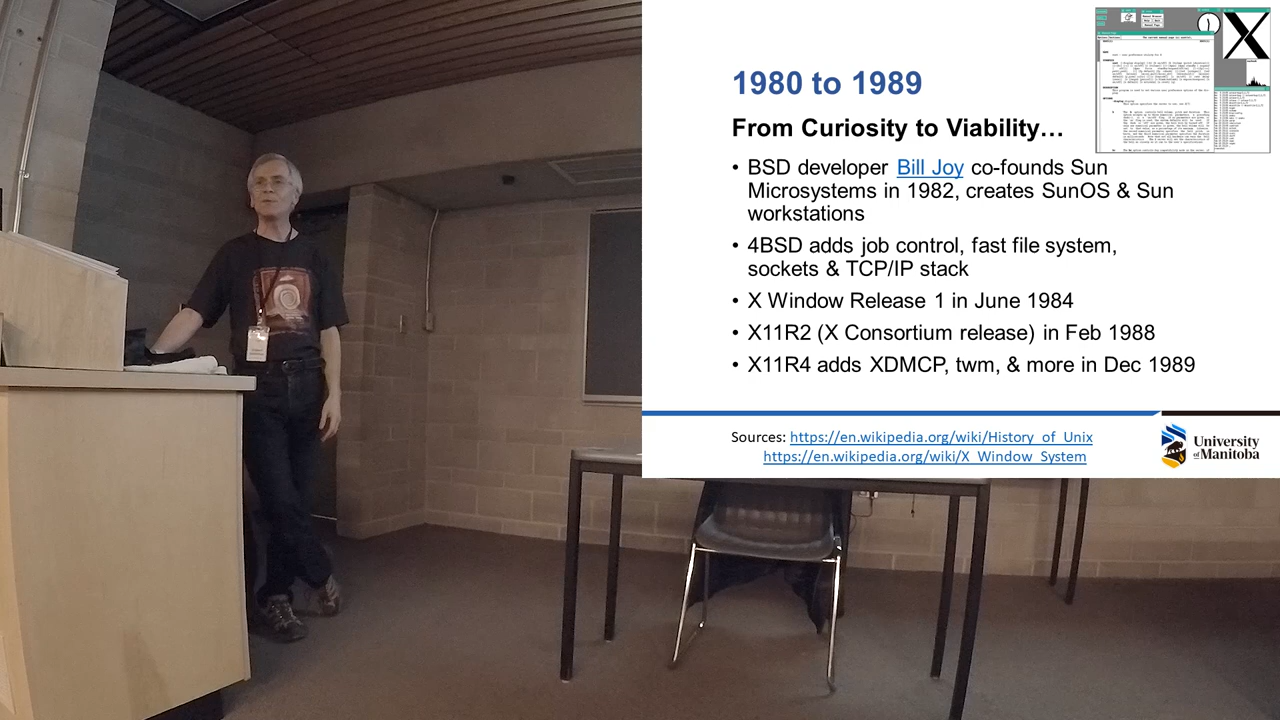 1980 to 1989
From Curiosity to Viability…
• BSD developer Bill Joy co-founds Sun
Microsystems in 1982, creates SunOS & Sun
workstations
• 4BSD adds job control, fast file system,
sockets & TCP/IP stack
• X Window Release 1 in June 1984
• X11R2 (X Consortium release) in Feb 1988
• X11R4 adds XDMCP, twm, & more in Dec 1989
Sources: https://en.wikipedia.org/wiki/History_of_Unix
https://en.wikipedia.org/wiki/X_Window_System
University
of Manitoba